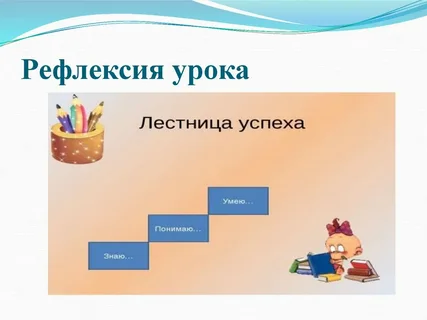 Рефлексия урока
Лестница успеха
Умею...
Понимаю...
Знаю...